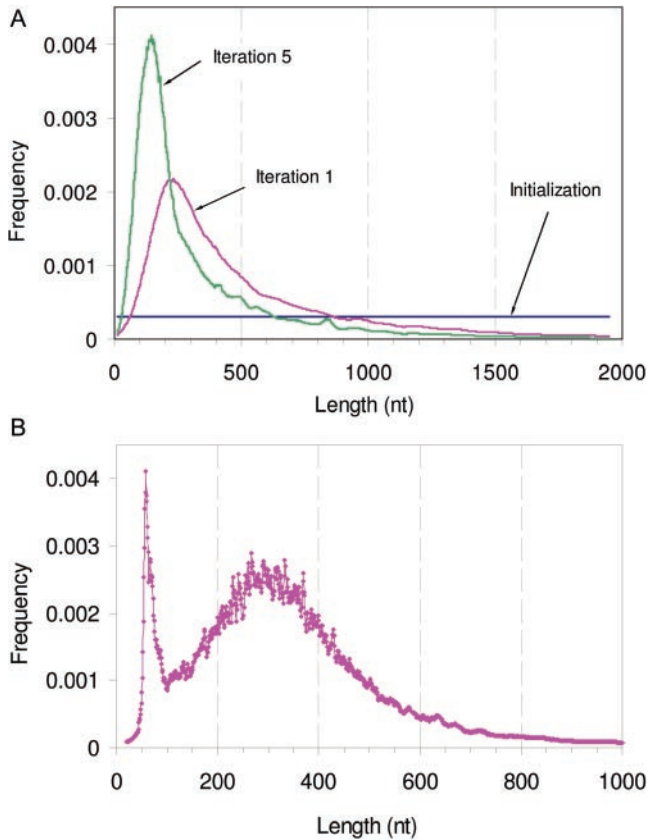 A
0.004
0.003
0.002
0.001
0
Frequency
Iteration 5
Iteration 1
Initialization
0 500 1000 1500 2000
Length (nt)
B
0.004
0.003
0.002
0.001
0
Frequency
0 200 400 600 800 1000
Length (nt)